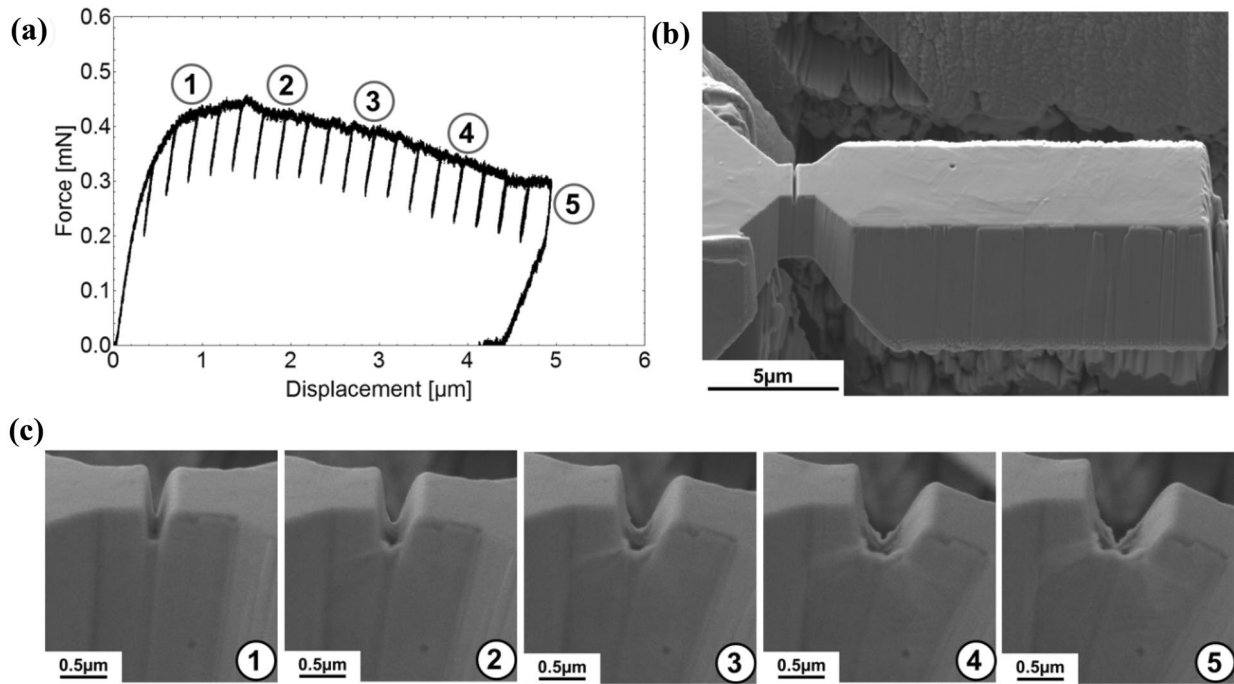 (a)
0.6
0.5
0.4
0.3
0.2
0.1
0.0
Force [mN]
0 1 2 3 4 5 6
Displacement [µm]
1
2
3
4
5
(b)
5µm
(c)
0.5µm 1
0.5µm 2
0.5µm 3
0.5µm 4
0.5µm 5